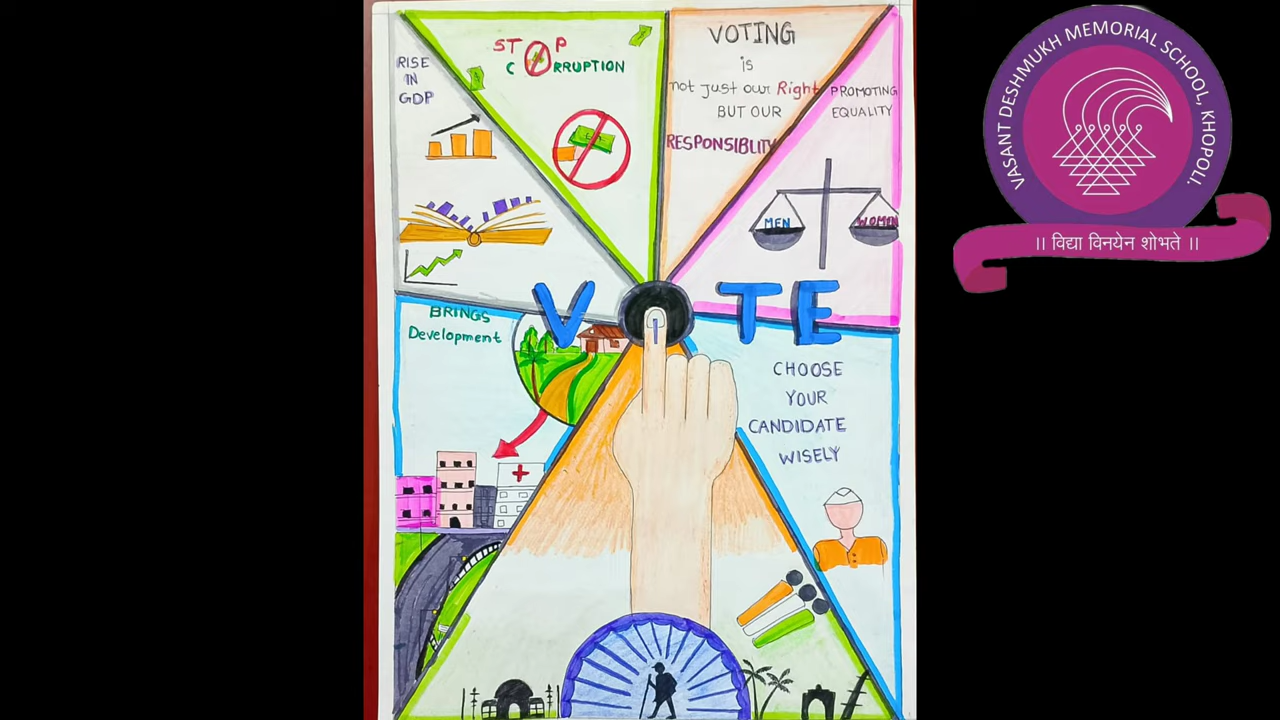 RISE
IN
GDP
STOP
CORRUPTION
VOTING
is
not just our Right
BUT OUR
RESPONSIBLITY
PROMOTING
EQUALITY
MEN
WOMEN
VOTE
BRINGS
Development
CHOOSE
YOUR
CANDIDATE
WISELY
VASANT DESHMUKH MEMORIAL SCHOOL, KHOPOLI.
॥ विद्या विनयेन शोभते ॥